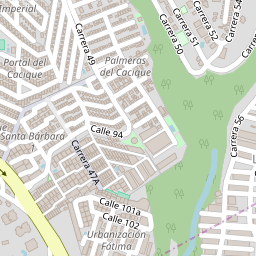 Imperial
Carrera 49
Carrera 50
Carrera 51
Carrera 52
Carrera 54
Portal del
Cacique
Palmeras
del Cacique
Carrera 56
Santa Bárbara
1
Calle 94
Carrera 47A
Calle 101a
Calle 102
Urbanización
Fátima